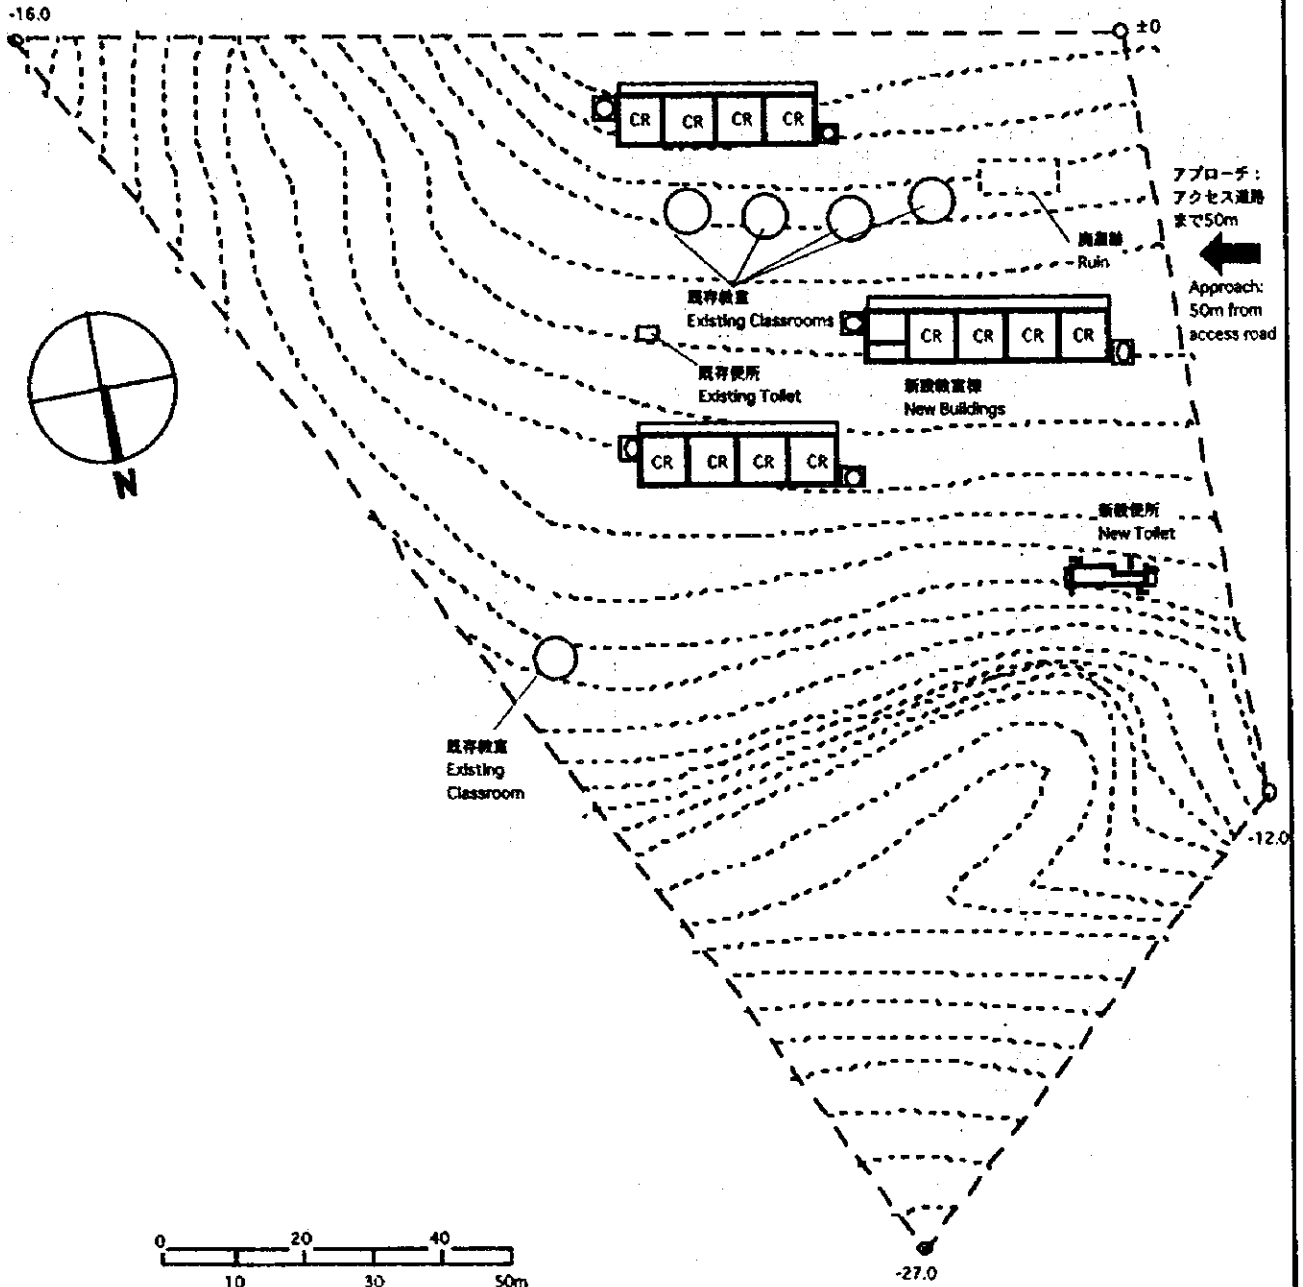 -16.0
±0
CR CR CR CR
アプローチ：
アクセス道路
まで50m
廃屋跡
Ruin
Approach:
50m from
access road
既存教室
Existing Classrooms
CR CR CR CR
既存便所
Existing Toilet
新設教室棟
New Buildings
CR CR CR CR
N
新設便所
New Toilet
既存教室
Existing
Classroom
-12.0
0 20 40
10 30 50m
-27.0